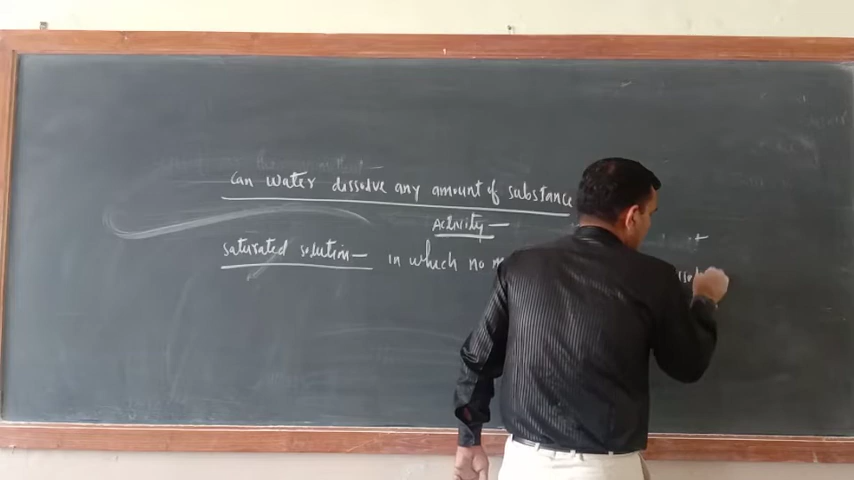 Can water dissolve any amount of substance
Activity —
saturated solution — in which no